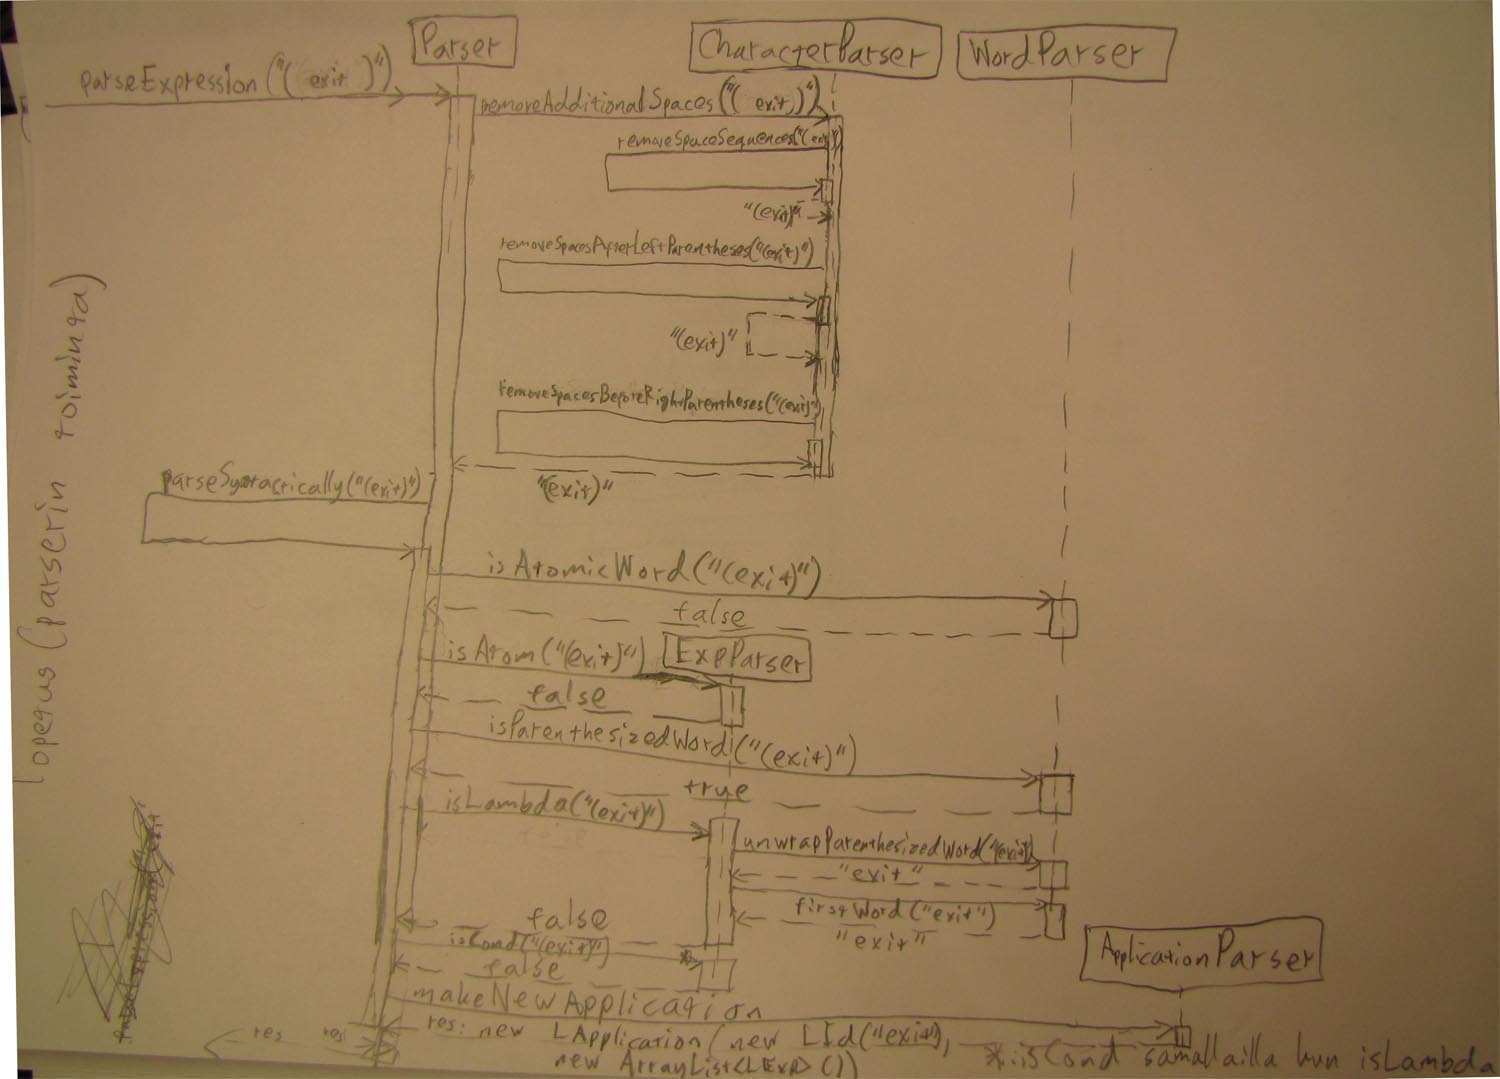 Parser
CharacterParser
WordParser
parseExpression("( exit )")
removeAdditionalSpaces("( exit )")
removeSpaceSequences("( exit )")
"(exit)"
removeSpacesAfterLeftParentheses("(exit)")
"(exit)"
removeSpacesBeforeRightParentheses("(exit)")
"(exit)"
parseSyntactically("(exit)")
isAtomicWord("(exit)")
false
isAtom("(exit)")
ExpParser
false
isParenthesizedWord("(exit)")
true
isLambda("(exit)")
unwrapParenthesizedWord("(exit)")
"exit"
firstWord("exit")
"exit"
false
isCond("(exit)")
*
false
ApplicationParser
makeNewApplication
res: new LApplication(new LId("exit"),
new ArrayList<LExp>())
res
res
*: isCond samallailla kun isLambda
lopetus (parserin toiminta)